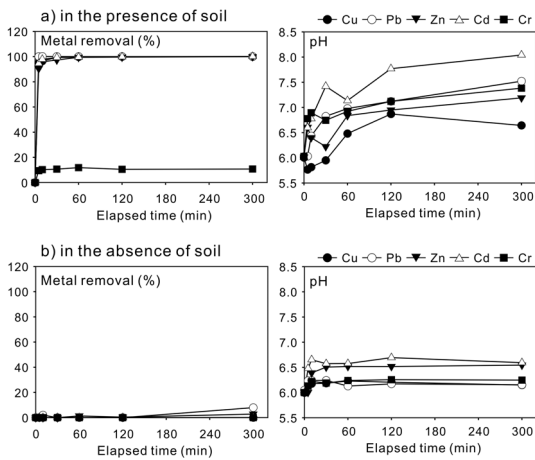 a) in the presence of soil
Cu Pb Zn Cd Cr
Metal removal (%)
120
100
80
60
40
20
0
0 60 120 180 240 300
Elapsed time (min)
pH
8.5
8.0
7.5
7.0
6.5
6.0
5.5
0 60 120 180 240 300
Elapsed time (min)
b) in the absence of soil
Cu Pb Zn Cd Cr
Metal removal (%)
120
100
80
60
40
20
0
0 60 120 180 240 300
Elapsed time (min)
pH
8.5
8.0
7.5
7.0
6.5
6.0
5.5
0 60 120 180 240 300
Elapsed time (min)